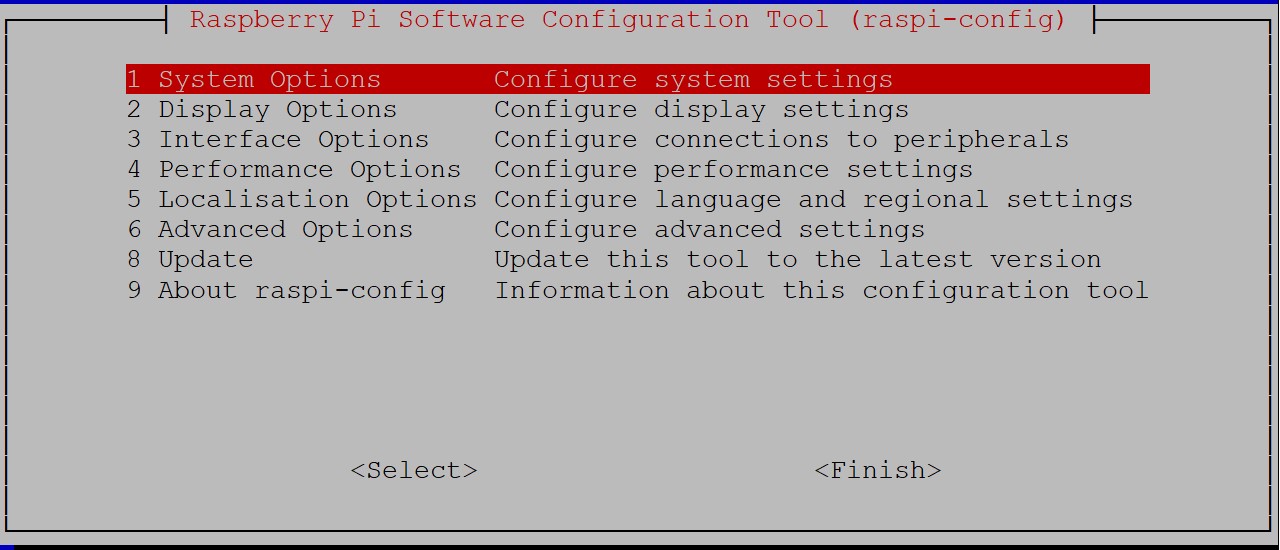 Raspberry Pi Software Configuration Tool (raspi-config)
1 System Options Configure system settings
2 Display Options Configure display settings
3 Interface Options Configure connections to peripherals
4 Performance Options Configure performance settings
5 Localisation Options Configure language and regional settings
6 Advanced Options Configure advanced settings
8 Update Update this tool to the latest version
9 About raspi-config Information about this configuration tool
<Select> <Finish>